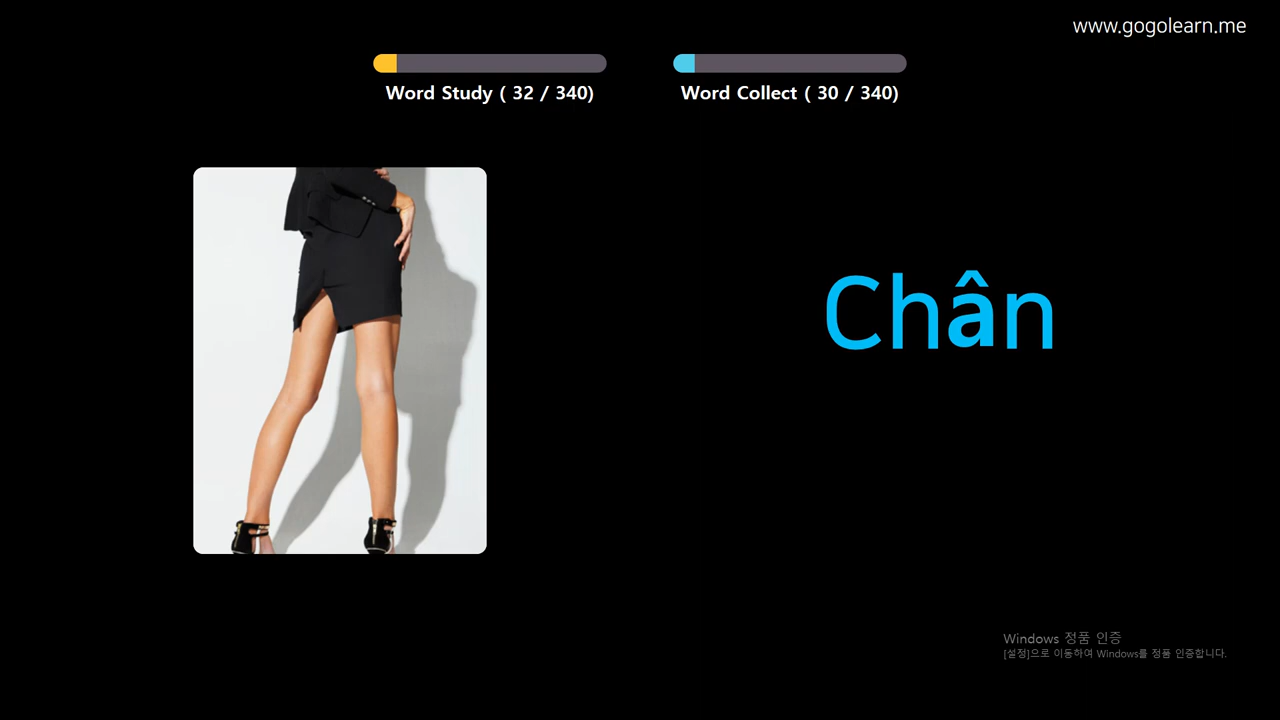 www.gogolearn.me
Word Study ( 32 / 340)
Word Collect ( 30 / 340)
Chân
Windows 정품 인증
[설정]으로 이동하여 Windows를 정품 인증합니다.